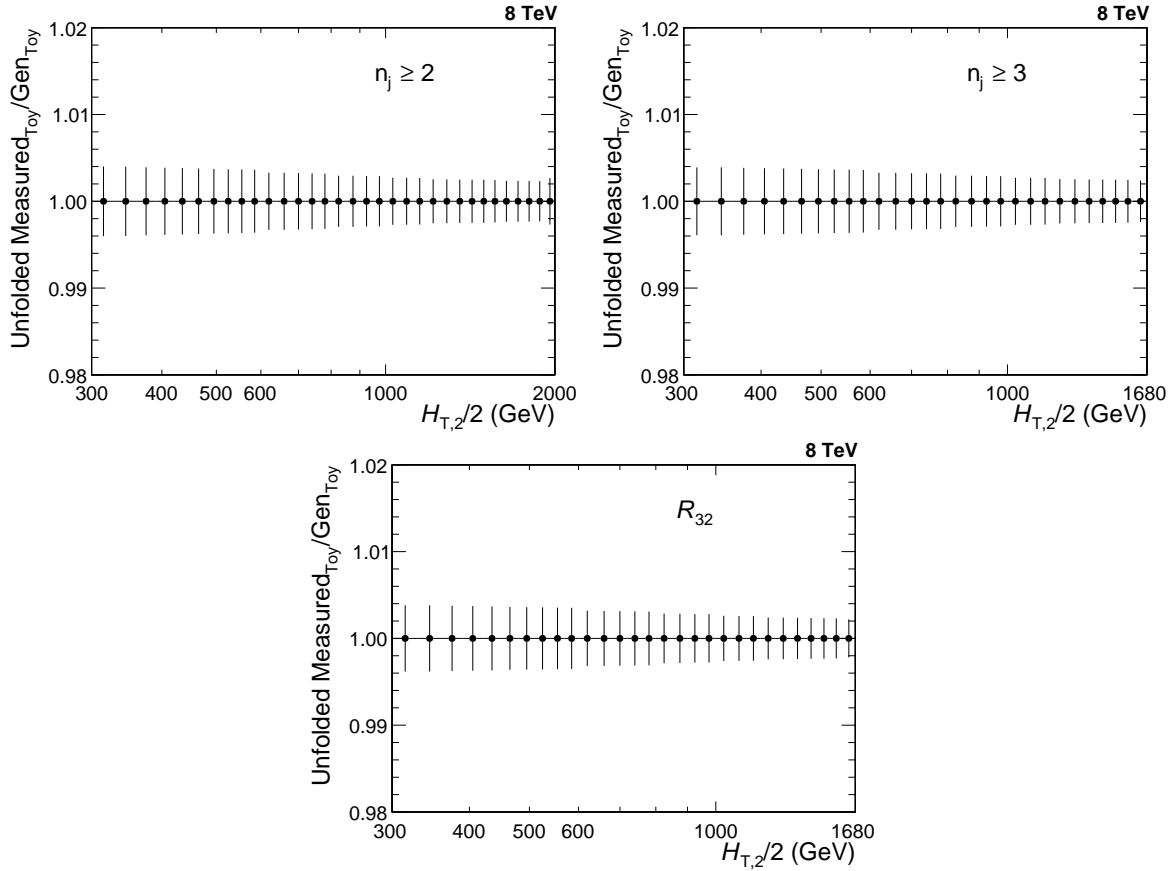 8 TeV
Unfolded Measured_Toy/Gen_Toy
n_j ≥ 2
1.02
1.01
1.00
0.99
0.98
300 400 500 600 1000 2000
H_T,2/2 (GeV)
8 TeV
Unfolded Measured_Toy/Gen_Toy
n_j ≥ 3
1.02
1.01
1.00
0.99
0.98
300 400 500 600 1000 1680
H_T,2/2 (GeV)
8 TeV
Unfolded Measured_Toy/Gen_Toy
R_32
1.02
1.01
1.00
0.99
0.98
300 400 500 600 1000 1680
H_T,2/2 (GeV)